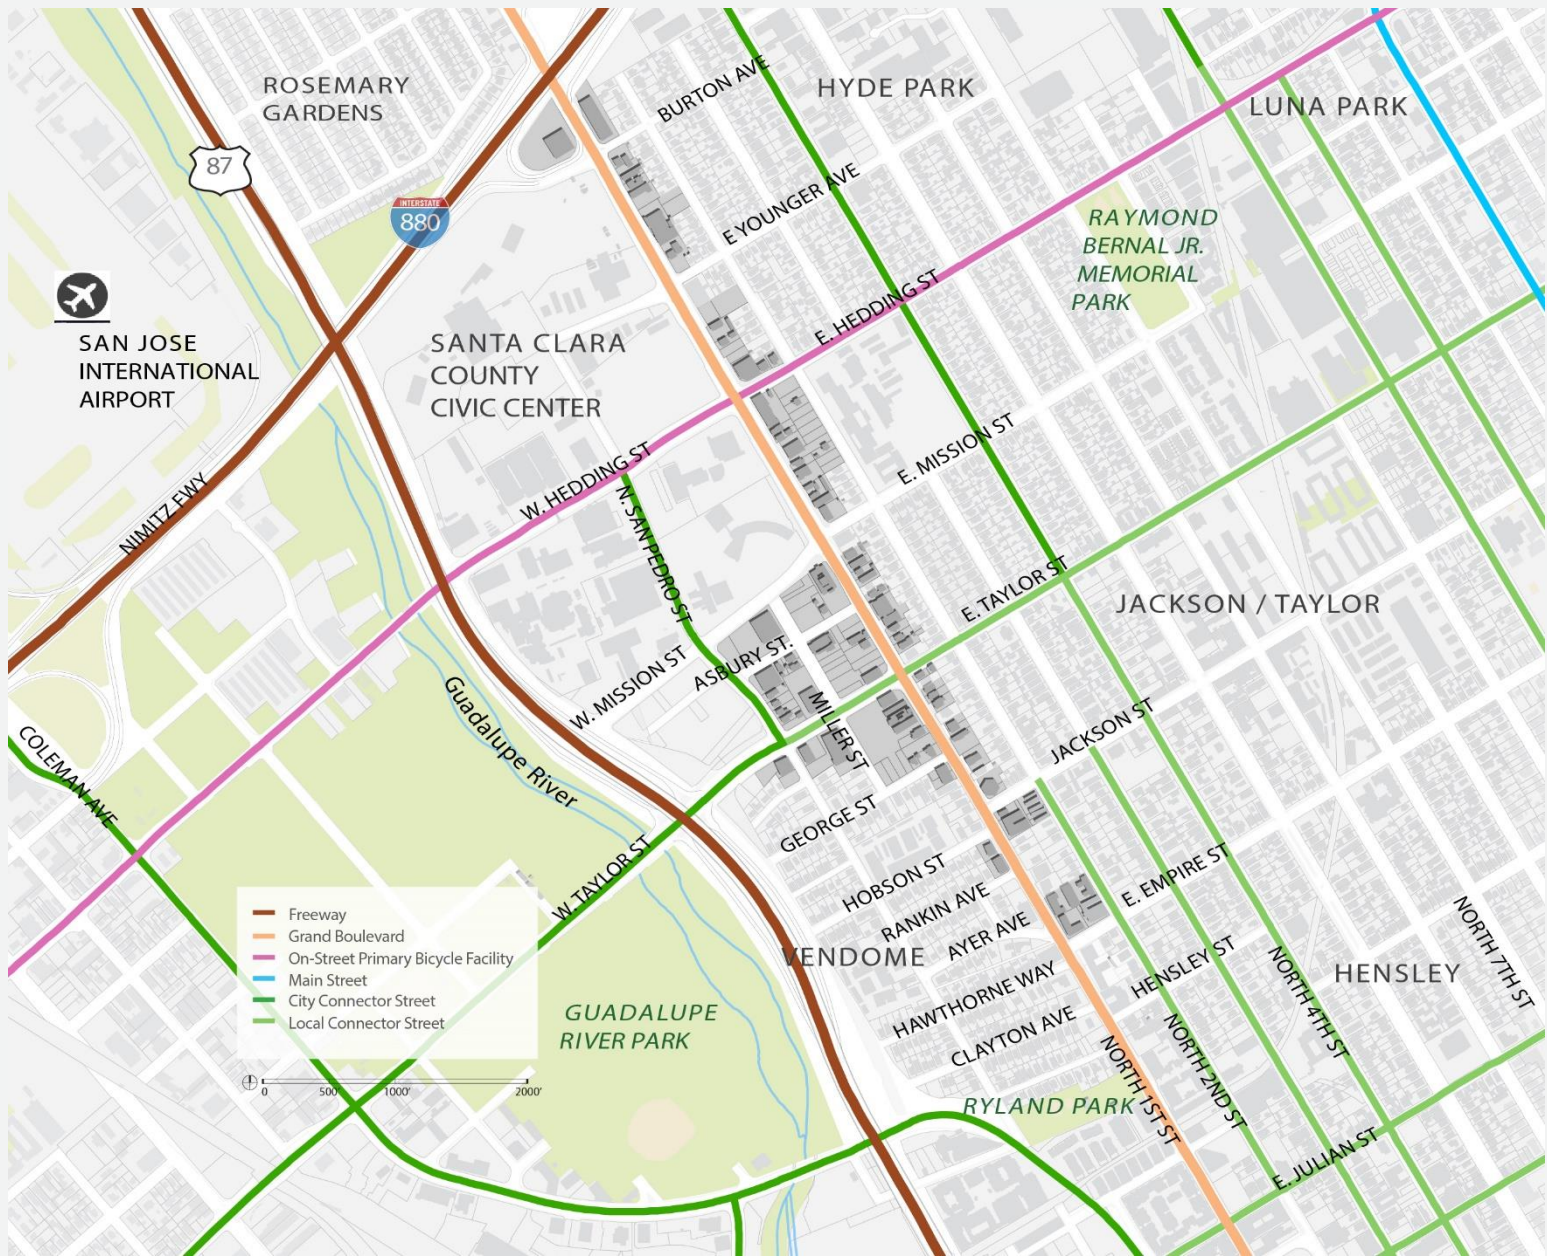 ROSEMARY
GARDENS
BURTON AVE
HYDE PARK
LUNA PARK
87
INTERSTATE
880
E YOUNGER AVE
RAYMOND
BERNAL JR.
MEMORIAL
PARK
SAN JOSE
INTERNATIONAL
AIRPORT
SANTA CLARA
COUNTY
CIVIC CENTER
E. HEDDING ST
NIMITZ FWY
W. HEDDING ST
N. SAN PEDRO ST
E. MISSION ST
E. TAYLOR ST
JACKSON / TAYLOR
W. MISSION ST
ASBURY ST.
MILLER ST
Guadalupe River
COLEMAN AVE
JACKSON ST
GEORGE ST
W. TAYLOR ST
HOBSON ST
RANKIN AVE
AYER AVE
E. EMPIRE ST
VENDOME
HAWTHORNE WAY
CLAYTON AVE
HENSLEY ST
HENSLEY
NORTH 7TH ST
NORTH 4TH ST
NORTH 2ND ST
NORTH 1ST ST
Freeway
Grand Boulevard
On-Street Primary Bicycle Facility
Main Street
City Connector Street
Local Connector Street
0 500' 1000' 2000'
GUADALUPE
RIVER PARK
RYLAND PARK
E. JULIAN ST